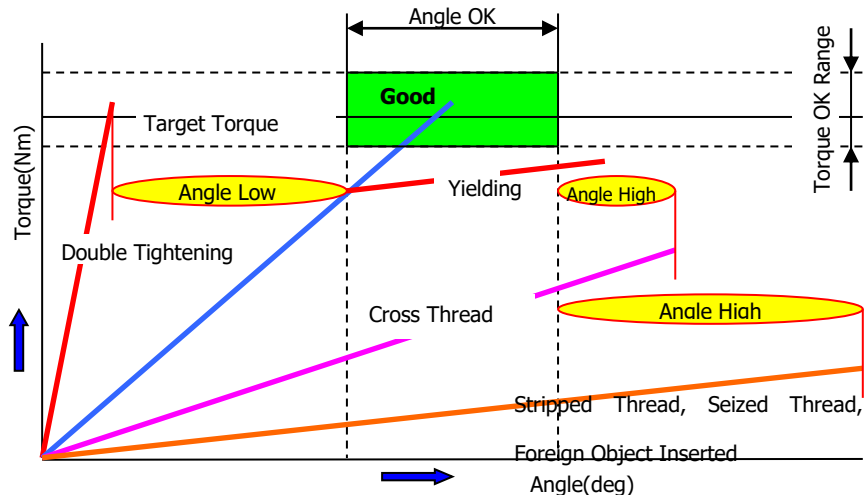 Angle OK
Good
Torque OK Range
Target Torque
Torque(Nm)
Angle Low
Yielding
Angle High
Double Tightening
Cross Thread
Angle High
Stripped Thread, Seized Thread,
Foreign Object Inserted
Angle(deg)